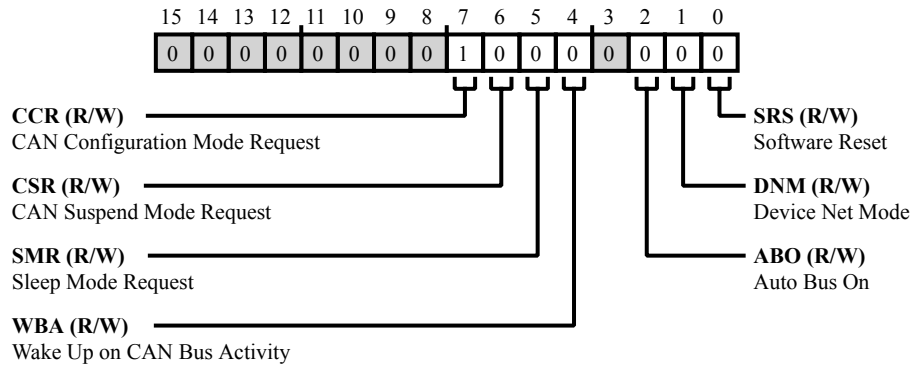 15 14 13 12 11 10 9 8 7 6 5 4 3 2 1 0
0 0 0 0 0 0 0 0 1 0 0 0 0 0 0 0
CCR (R/W)
CAN Configuration Mode Request
CSR (R/W)
CAN Suspend Mode Request
SMR (R/W)
Sleep Mode Request
WBA (R/W)
Wake Up on CAN Bus Activity
SRS (R/W)
Software Reset
DNM (R/W)
Device Net Mode
ABO (R/W)
Auto Bus On